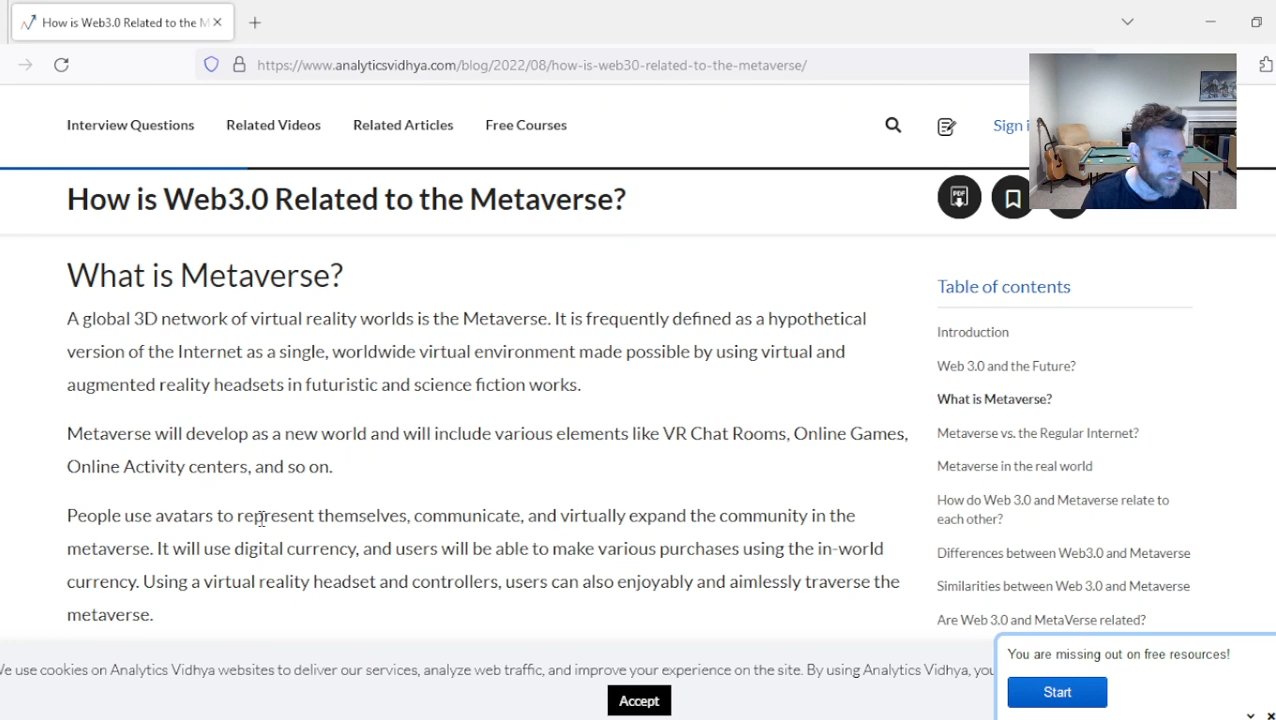 How is Web3.0 Related to the M
https://www.analyticsvidhya.com/blog/2022/08/how-is-web30-related-to-the-metaverse/
Interview Questions Related Videos Related Articles Free Courses Sign i
How is Web3.0 Related to the Metaverse?
PDF
What is Metaverse?
A global 3D network of virtual reality worlds is the Metaverse. It is frequently defined as a hypothetical
version of the Internet as a single, worldwide virtual environment made possible by using virtual and
augmented reality headsets in futuristic and science fiction works.
Metaverse will develop as a new world and will include various elements like VR Chat Rooms, Online Games,
Online Activity centers, and so on.
People use avatars to represent themselves, communicate, and virtually expand the community in the
metaverse. It will use digital currency, and users will be able to make various purchases using the in-world
currency. Using a virtual reality headset and controllers, users can also enjoyably and aimlessly traverse the
metaverse.
Table of contents
Introduction
Web 3.0 and the Future?
What is Metaverse?
Metaverse vs. the Regular Internet?
Metaverse in the real world
How do Web 3.0 and Metaverse relate to
each other?
Differences between Web3.0 and Metaverse
Similarities between Web 3.0 and Metaverse
Are Web 3.0 and MetaVerse related?
We use cookies on Analytics Vidhya websites to deliver our services, analyze web traffic, and improve your experience on the site. By using Analytics Vidhya, you
Accept
You are missing out on free resources!
Start